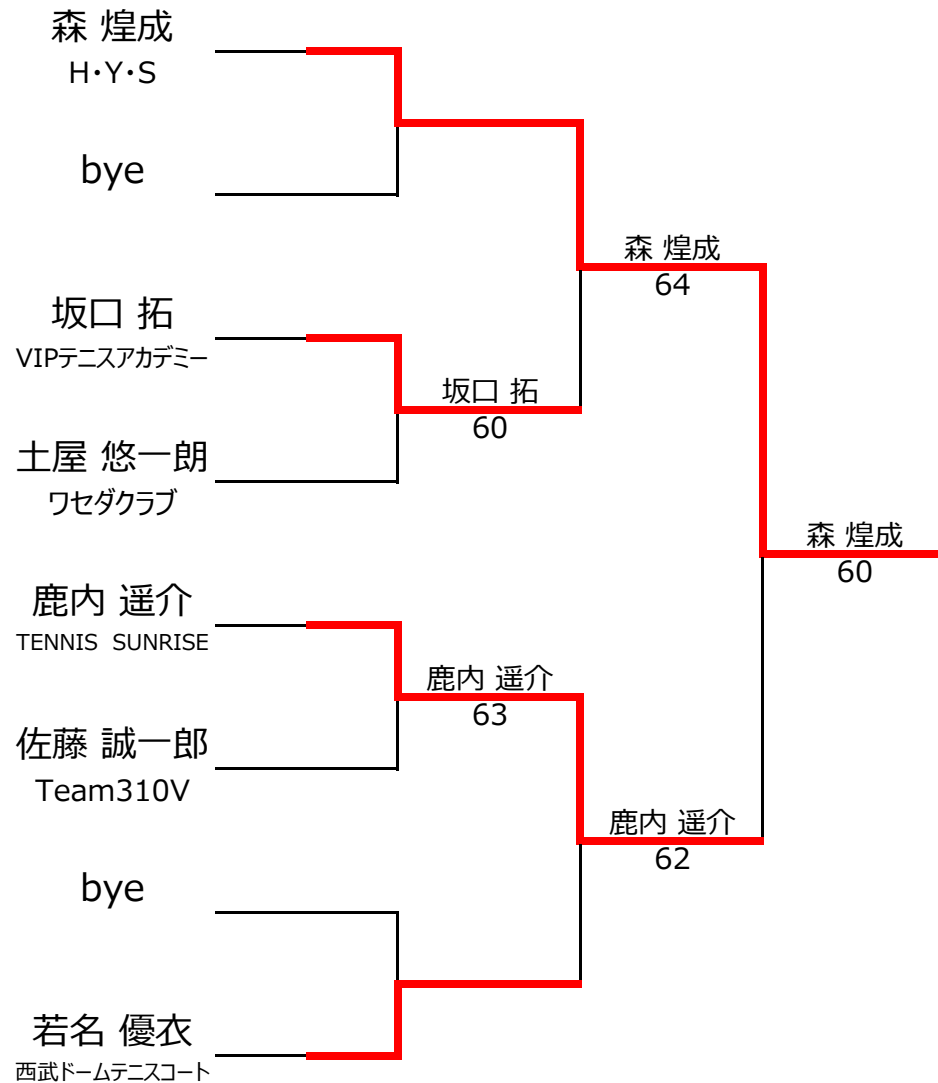 森 煌成
H・Y・S
bye
坂口 拓
VIPテニスアカデミー
土屋 悠一朗
ワセダクラブ
鹿内 遥介
TENNIS SUNRISE
佐藤 誠一郎
Team310V
bye
若名 優衣
西武ドームテニスコート
坂口 拓
60
鹿内 遥介
63
森 煌成
64
鹿内 遥介
62
森 煌成
60